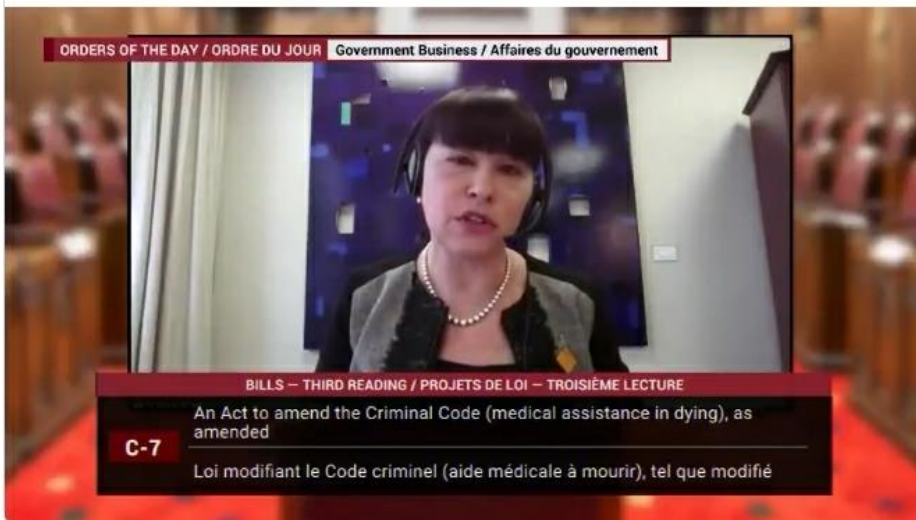 ORDERS OF THE DAY / ORDRE DU JOUR Government Business / Affaires du gouvernement
BILLS — THIRD READING / PROJETS DE LOI — TROISIÈME LECTURE
An Act to amend the Criminal Code (medical assistance in dying), as
amended
C-7
Loi modifiant le Code criminel (aide médicale à mourir), tel que modifié